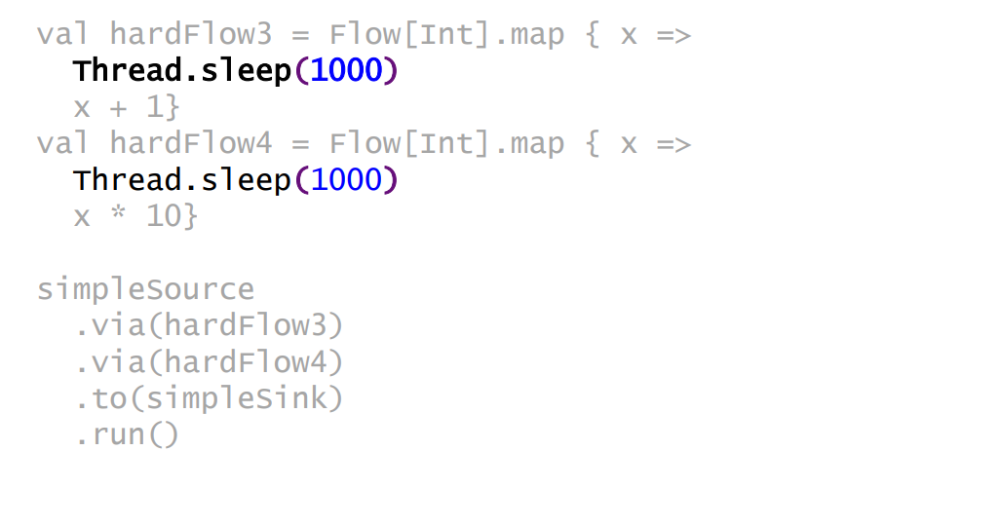 val hardFlow3 = Flow[Int].map { x =>
  Thread.sleep(1000)
  x + 1}
val hardFlow4 = Flow[Int].map { x =>
  Thread.sleep(1000)
  x * 10}

simpleSource
  .via(hardFlow3)
  .via(hardFlow4)
  .to(simpleSink)
  .run()